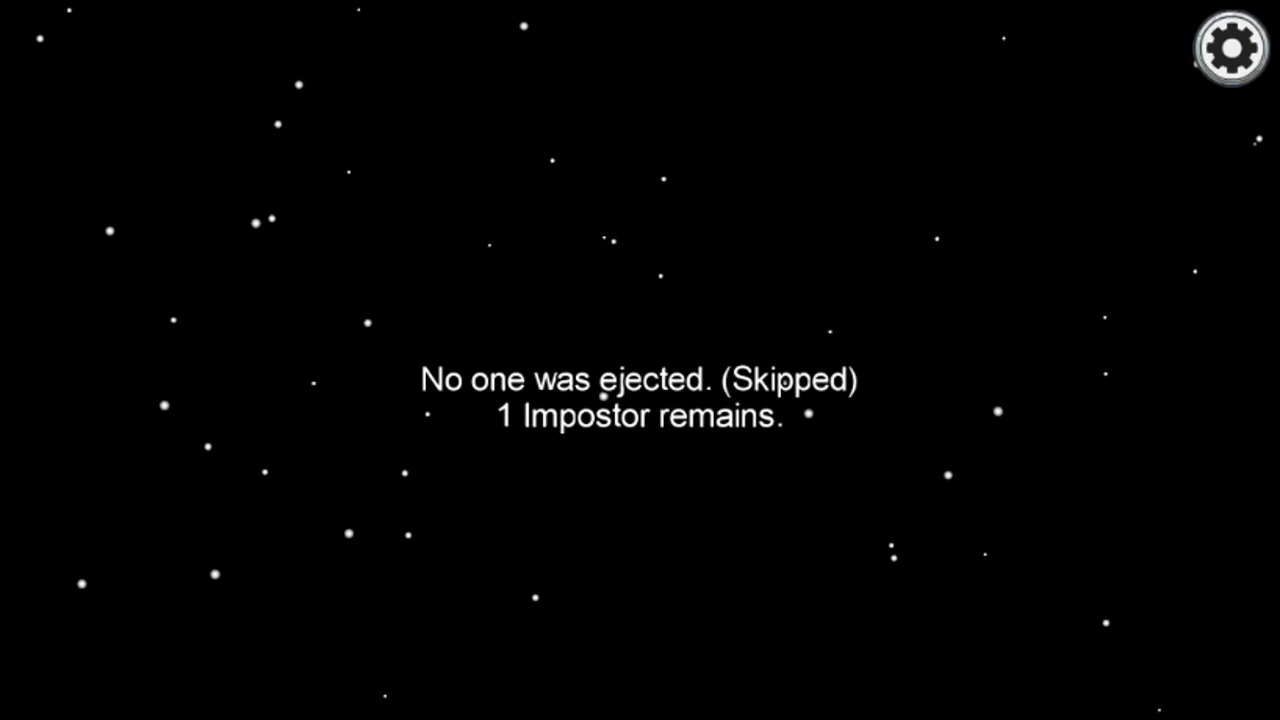 No one was ejected. (Skipped)
1 Impostor remains.